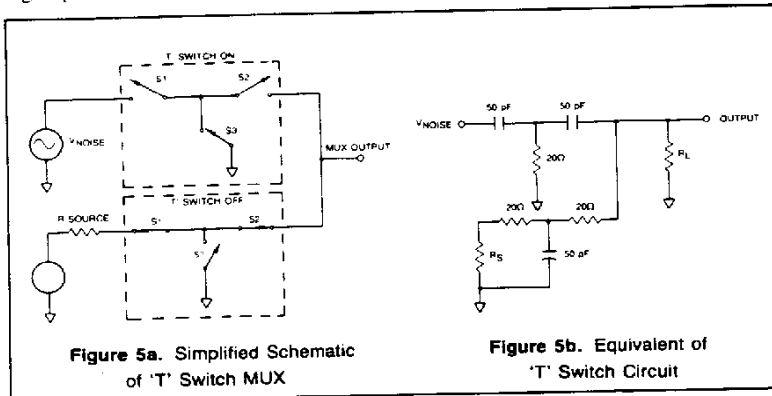 T SWITCH ON
S1
S2
S3
VNOISE
MUX OUTPUT
R SOURCE
'T' SWITCH OFF
S1
S2
Figure 5a. Simplified Schematic
of 'T' Switch MUX
50 pF
50 pF
VNOISE
OUTPUT
20Ω
RL
20Ω
20Ω
RS
50 pF
Figure 5b. Equivalent of
'T' Switch Circuit